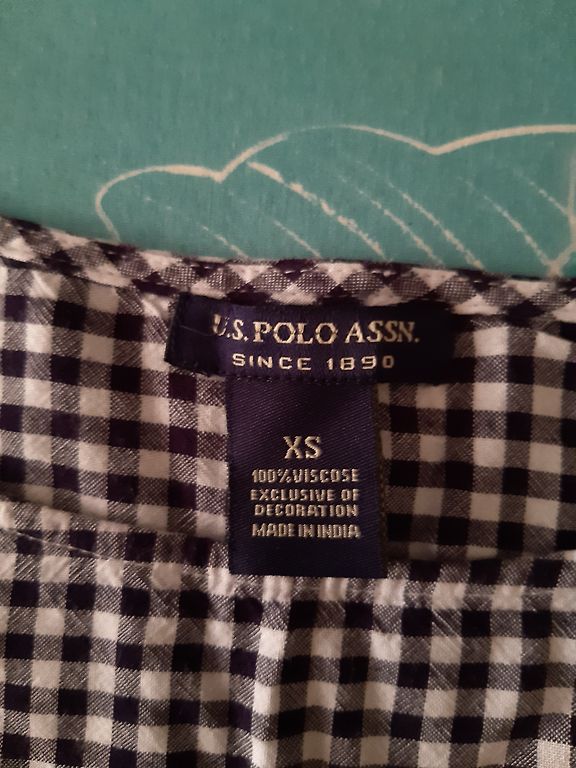 U.S. POLO ASSN.
SINCE 1890
XS
100% VISCOSE
EXCLUSIVE OF
DECORATION
MADE IN INDIA